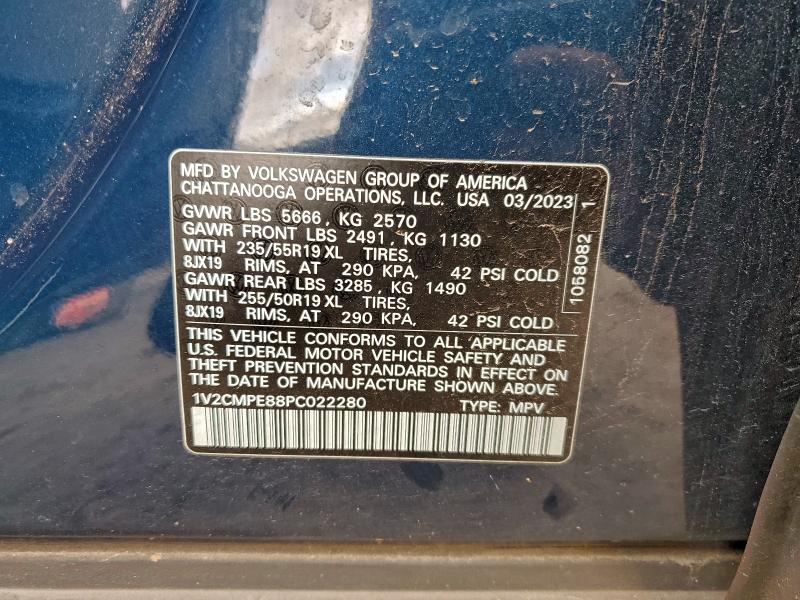 MFD BY VOLKSWAGEN GROUP OF AMERICA
CHATTANOOGA OPERATIONS, LLC. USA 03/2023
GVWR LBS 5666, KG 2570
GAWR FRONT LBS 2491, KG 1130
WITH 235/55R19 XL TIRES,
8JX19 RIMS, AT 290 KPA, 42 PSI COLD
GAWR REAR LBS 3285, KG 1490
WITH 255/50R19 XL TIRES,
8JX19 RIMS, AT 290 KPA, 42 PSI COLD
1058082 1
THIS VEHICLE CONFORMS TO ALL APPLICABLE
U.S. FEDERAL MOTOR VEHICLE SAFETY AND
THEFT PREVENTION STANDARDS IN EFFECT ON
THE DATE OF MANUFACTURE SHOWN ABOVE.
1V2CMPE88PC022280 TYPE: MPV